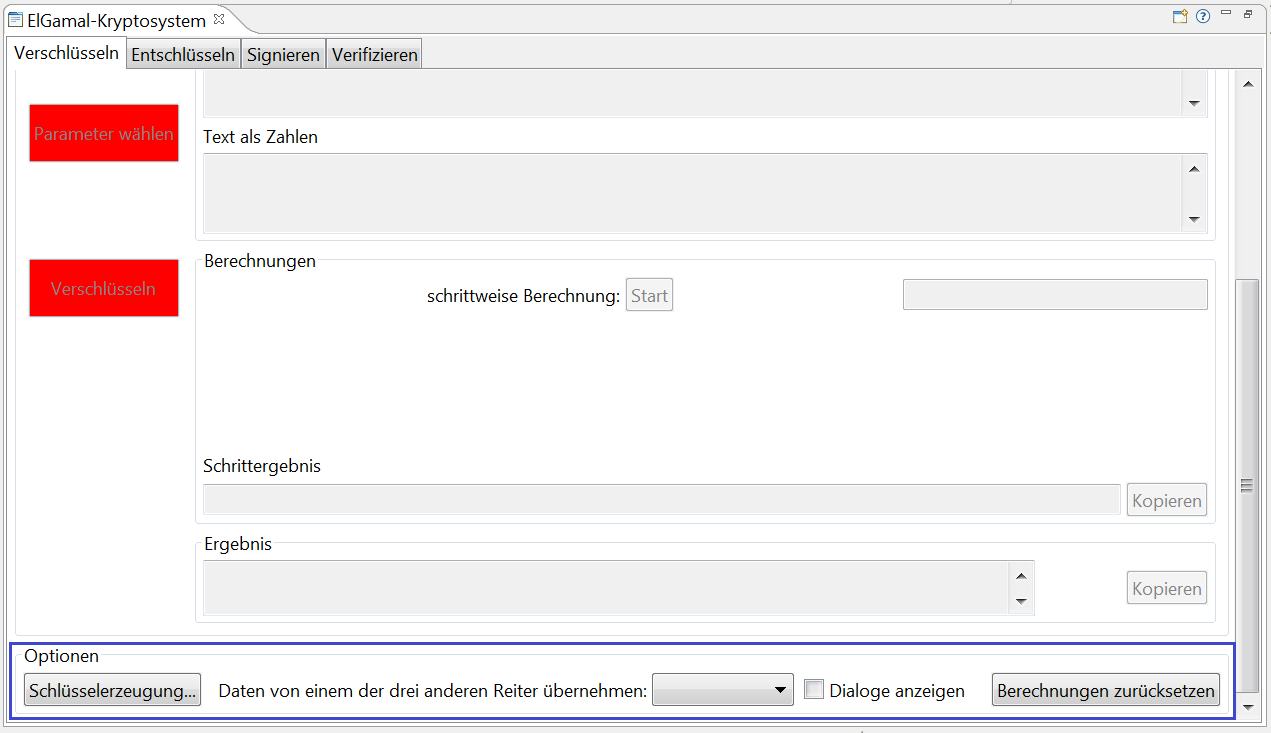 ElGamal-Kryptosystem
Verschlüsseln Entschlüsseln Signieren Verifizieren
Parameter wählen
Text als Zahlen
Verschlüsseln
Berechnungen
schrittweise Berechnung: Start
Schrittergebnis
Kopieren
Ergebnis
Kopieren
Optionen
Schlüsselerzeugung... Daten von einem der drei anderen Reiter übernehmen: Dialoge anzeigen Berechnungen zurücksetzen